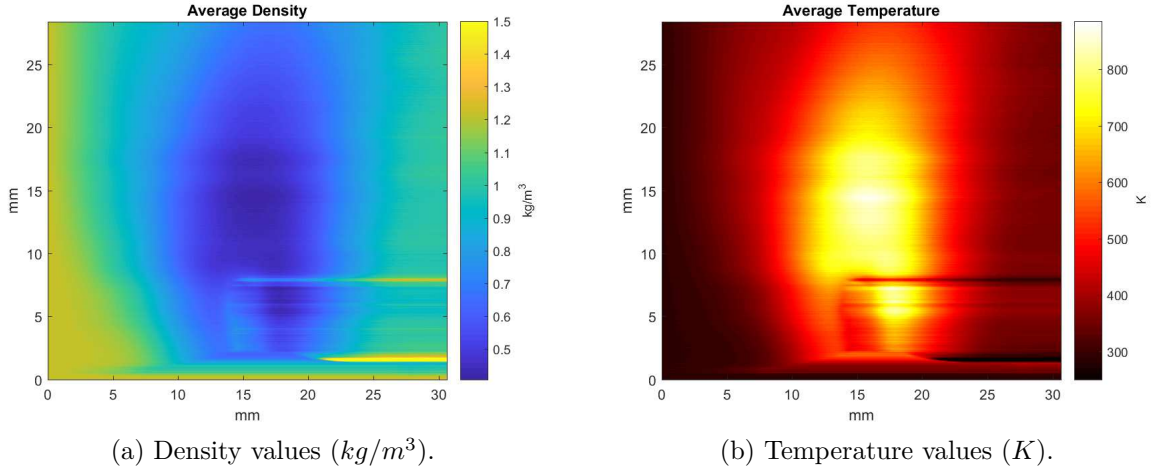 Average Density
25
20
15
10
5
0
mm
0 5 10 15 20 25 30
mm
1.5
1.4
1.3
1.2
1.1
1
0.9
0.8
0.7
0.6
0.5
kg/m³
(a) Density values (kg/m³).
Average Temperature
25
20
15
10
5
0
mm
0 5 10 15 20 25 30
mm
800
700
600
500
400
300
K
(b) Temperature values (K).